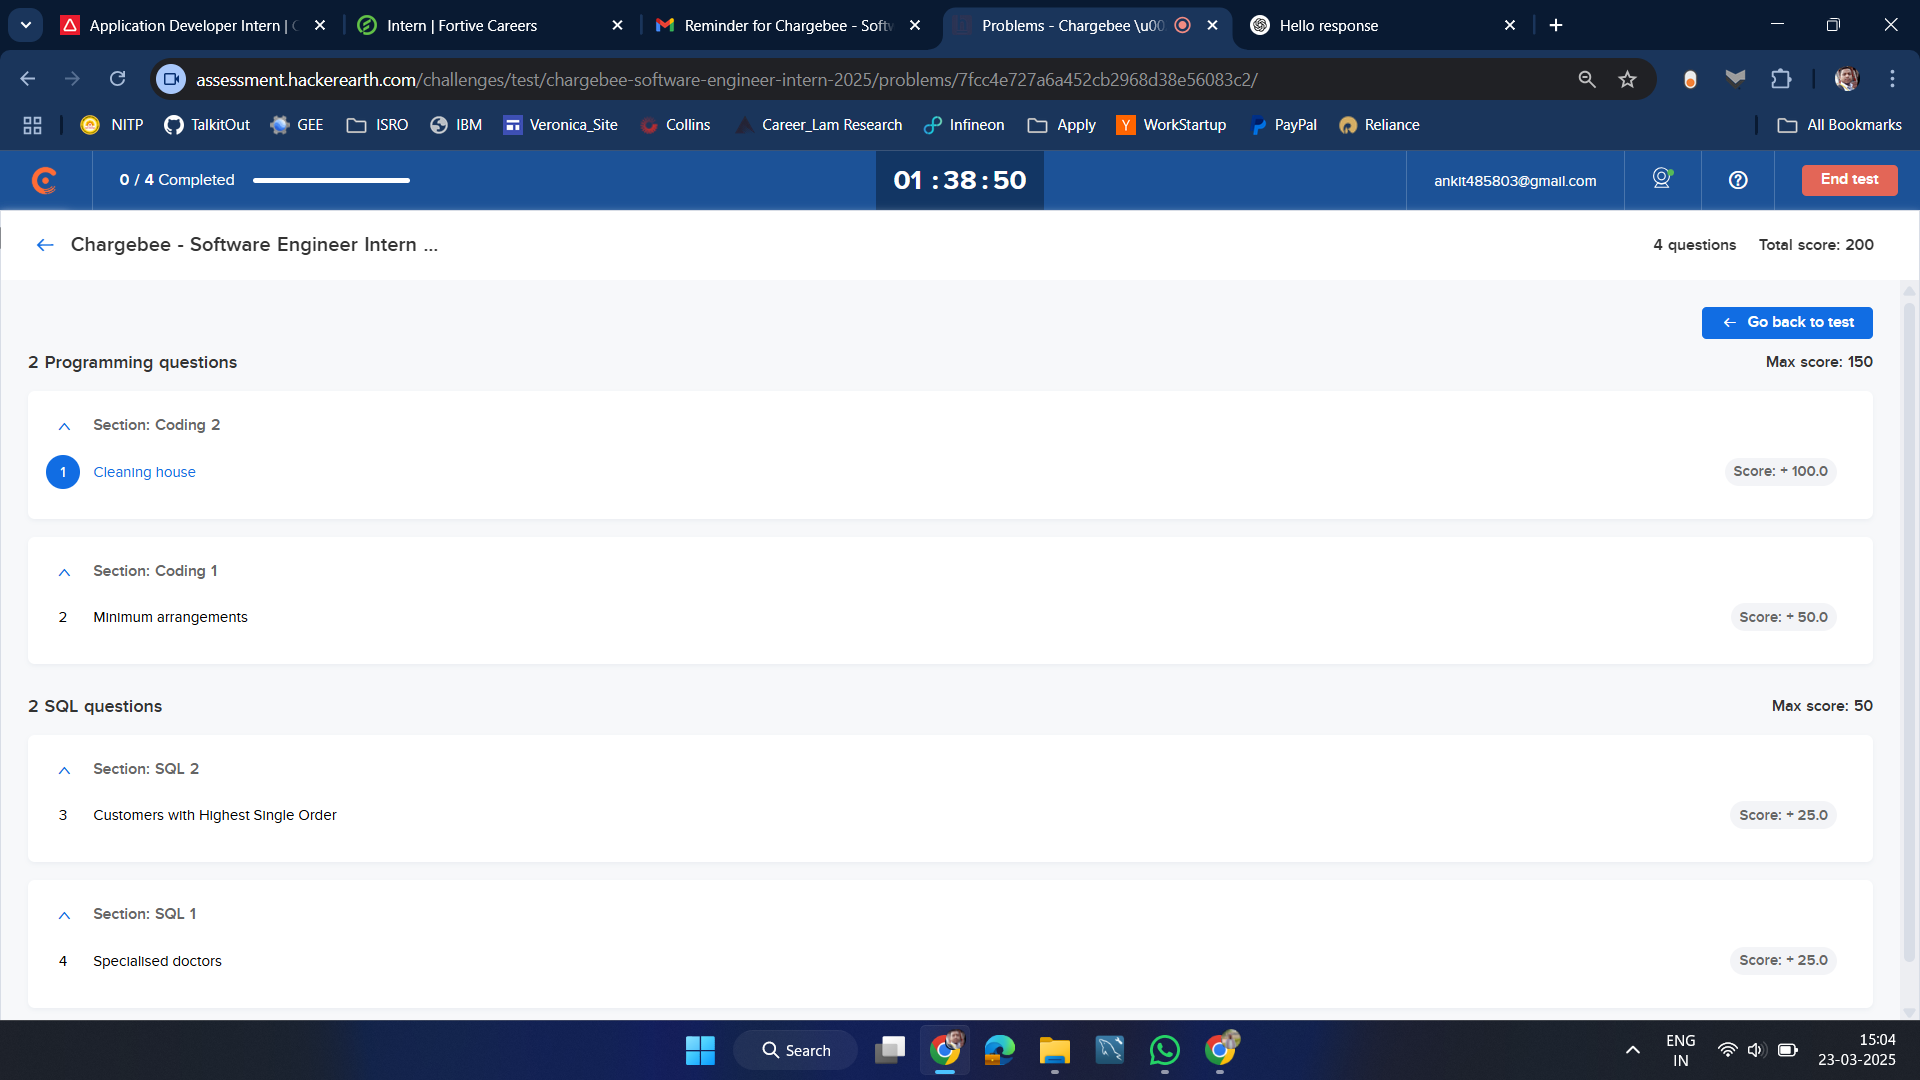 Application Developer Intern | C
Intern | Fortive Careers
Reminder for Chargebee - Softw
Problems - Chargebee \u00
Hello response
assessment.hackerearth.com/challenges/test/chargebee-software-engineer-intern-2025/problems/7fcc4e727a6a452cb2968d38e56083c2/
NITP TalkitOut GEE ISRO IBM Veronica_Site Collins Career_Lam Research Infineon Apply WorkStartup PayPal Reliance All Bookmarks
0 / 4 Completed 01 : 38 : 50 ankit485803@gmail.com End test
Chargebee - Software Engineer Intern ... 4 questions Total score: 200
Go back to test
2 Programming questions Max score: 150
Section: Coding 2
1 Cleaning house Score: + 100.0
Section: Coding 1
2 Minimum arrangements Score: + 50.0
2 SQL questions Max score: 50
Section: SQL 2
3 Customers with Highest Single Order Score: + 25.0
Section: SQL 1
4 Specialised doctors Score: + 25.0
Search
ENG
IN
15:04
23-03-2025